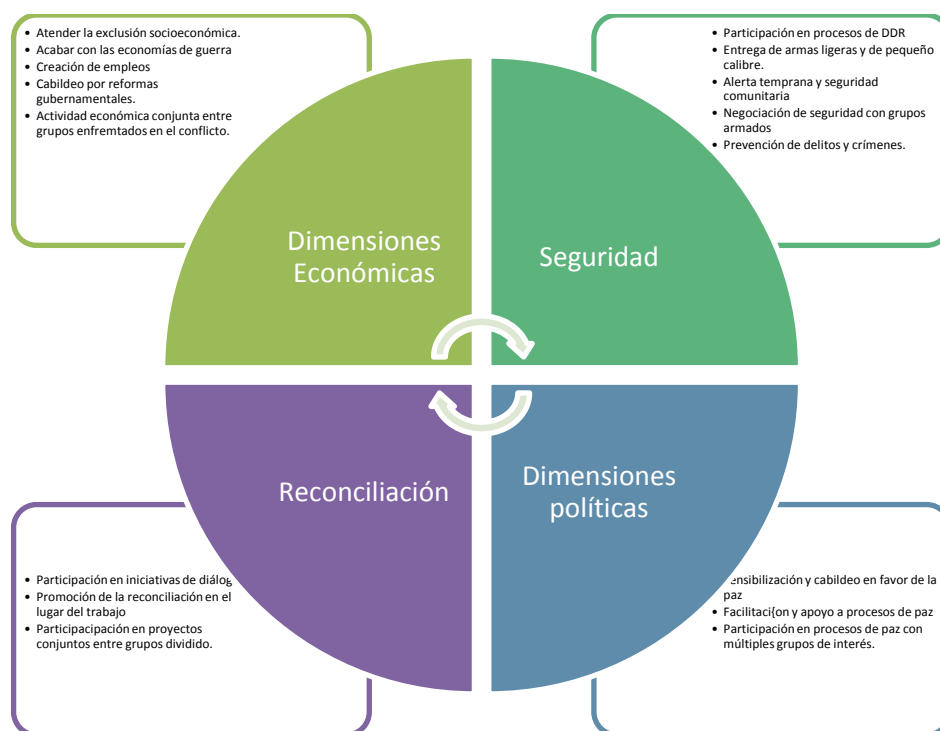 • Atender la exclusión socioeconómica.
• Acabar con las economías de guerra
• Creación de empleos
• Cabildeo por reformas
gubernamentales.
• Actividad económica conjunta entre
grupos enfremtados en el conflicto.
• Participación en procesos de DDR
• Entrega de armas ligeras y de pequeño
calibre.
• Alerta temprana y seguridad
comunitaria
• Negociación de seguridad con grupos
armados
• Prevención de delitos y crímenes.
Dimensiones
Económicas
Seguridad
Reconciliación
Dimensiones
políticas
• Participación en iniciativas de
• Promoción de la reconciliación en el
lugar del trabajo
• Participacipación en proyectos
conjuntos entre grupos dividido.
y cabildeo en favor de la
paz
• Facilitaci{on y apoyo a procesos de paz
• Participación en procesos de paz con
múltiples grupos de interés.